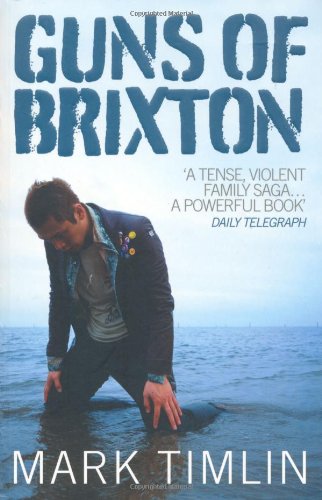 GUNS OF
BRIXTON
'A TENSE, VIOLENT
FAMILY SAGA...
A POWERFUL BOOK'
DAILY TELEGRAPH
MARK TIMLIN